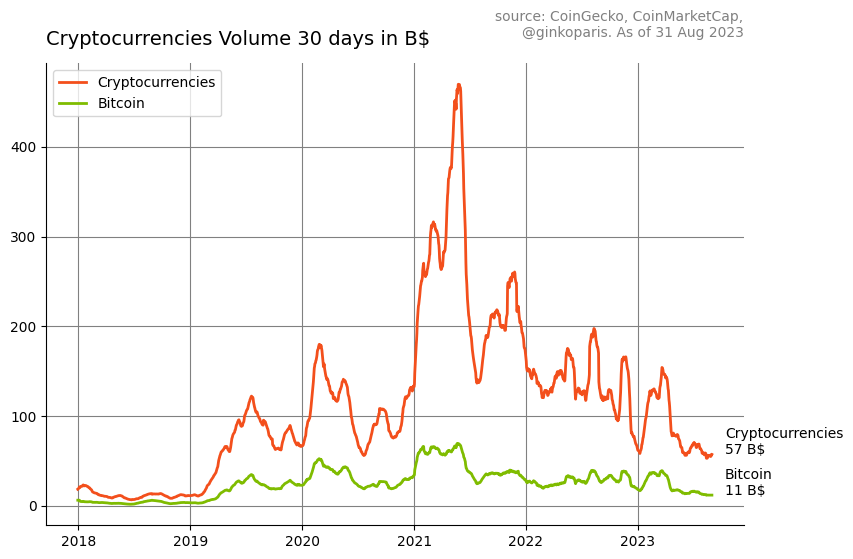 source: CoinGecko, CoinMarketCap,
@ginkoparis. As of 31 Aug 2023
Cryptocurrencies Volume 30 days in B$
Cryptocurrencies
Bitcoin
400
300
200
100
0
Cryptocurrencies
57 B$
Bitcoin
11 B$
2018 2019 2020 2021 2022 2023